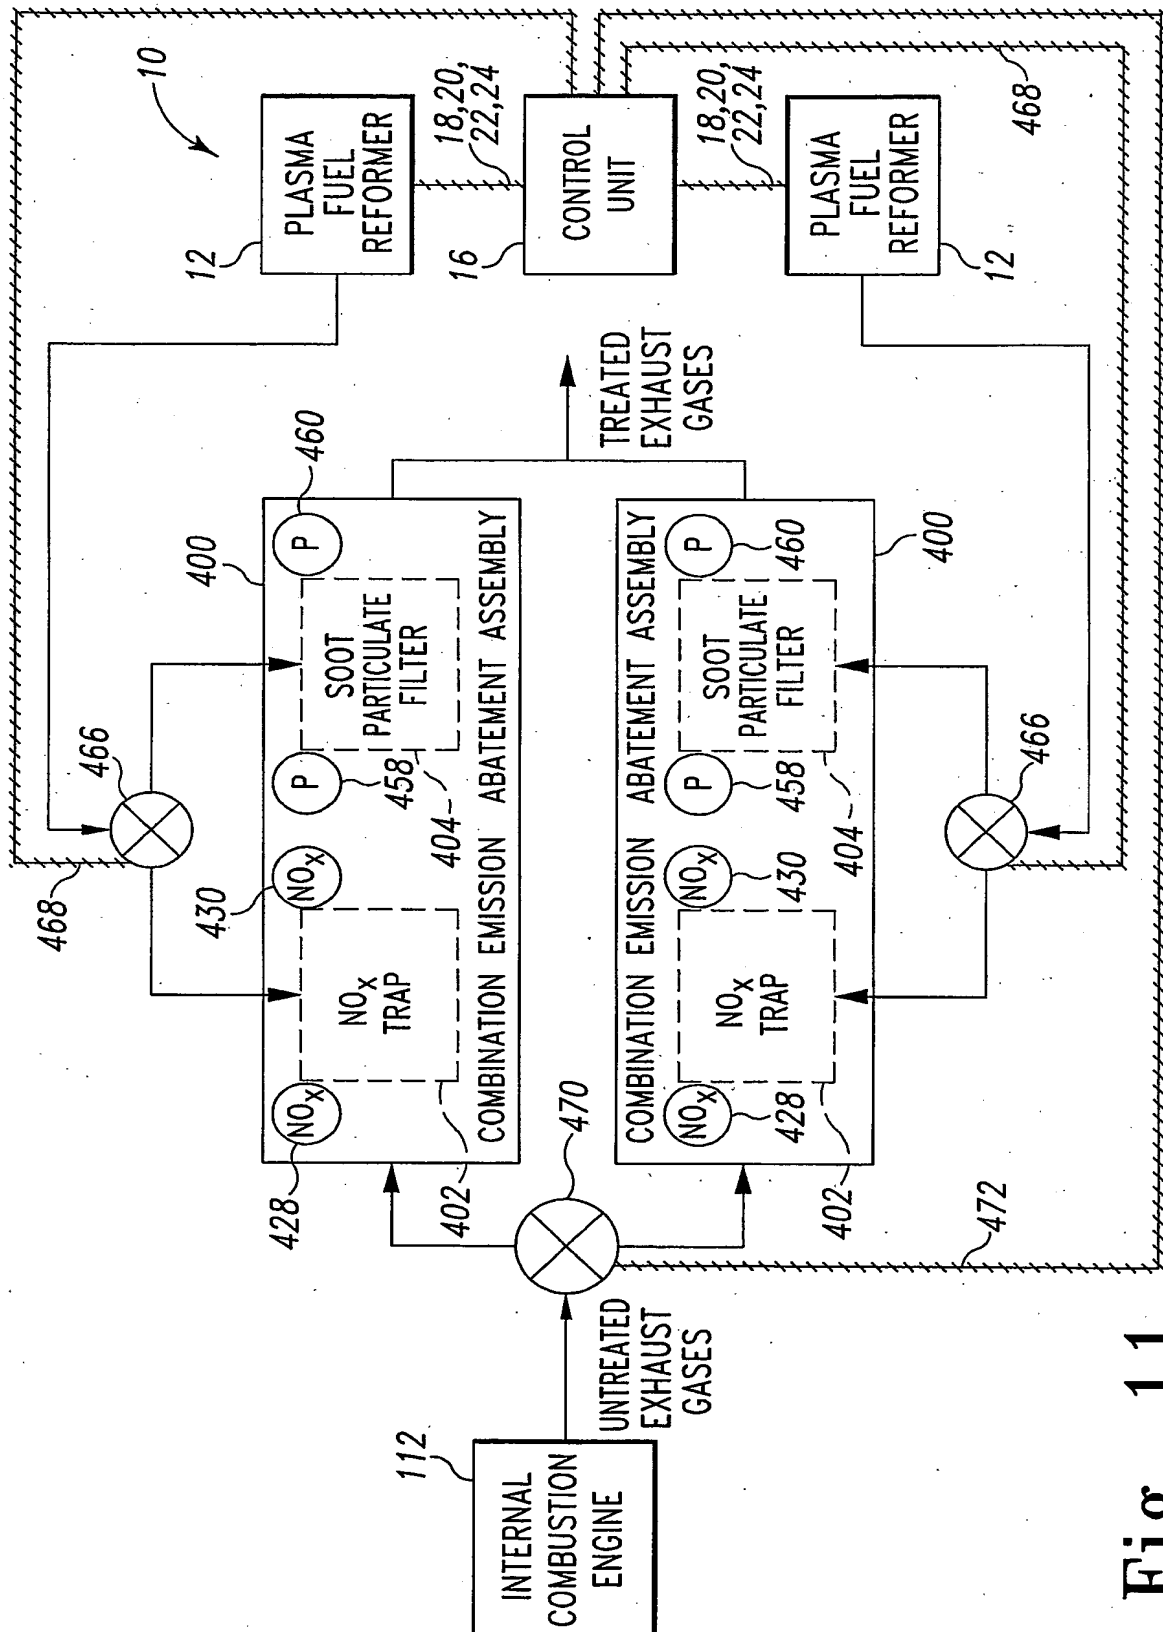 10
PLASMA
FUEL
REFORMER
12
18,20,
22,24
CONTROL
UNIT
16
18,20,
22,24
PLASMA
FUEL
REFORMER
12
468
TREATED
EXHAUST
GASES
466
468
400
460
P
SOOT
PARTICULATE
FILTER
P
458
404
430
NOX
NOX
TRAP
NOX
428
402
COMBINATION EMISSION ABATEMENT ASSEMBLY
COMBINATION EMISSION ABATEMENT ASSEMBLY
400
460
P
SOOT
PARTICULATE
FILTER
P
458
404
430
NOX
NOX
TRAP
NOX
428
402
466
470
472
UNTREATED
EXHAUST
GASES
112
INTERNAL
COMBUSTION
ENGINE
Fig. 11